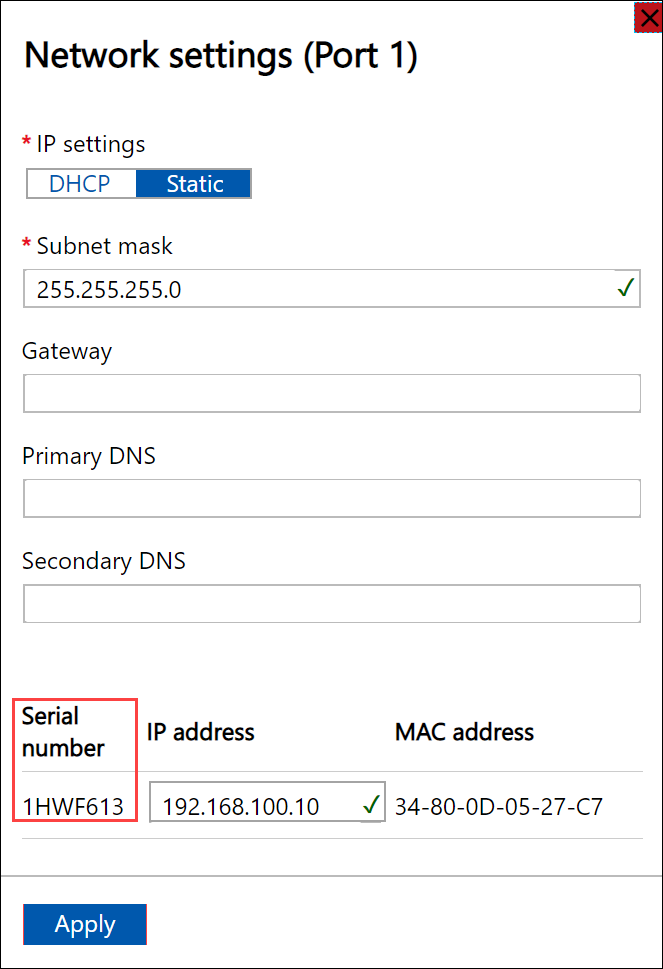 Network settings (Port 1)
* IP settings
DHCP Static
* Subnet mask
255.255.255.0
Gateway
Primary DNS
Secondary DNS
Serial number IP address MAC address
1HWF613 192.168.100.10 34-80-0D-05-27-C7
Apply